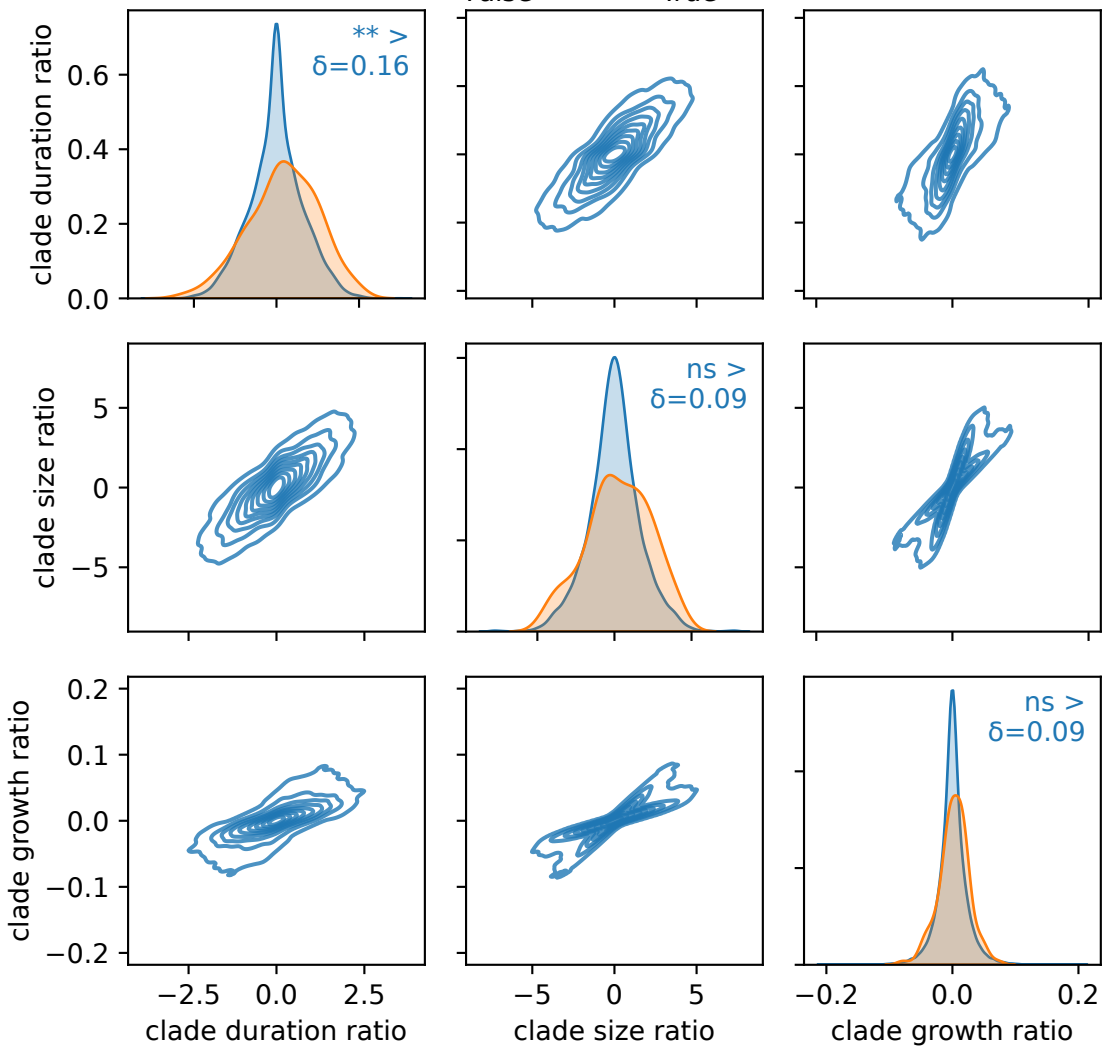 clade duration ratio
0.6
0.4
0.2
0.0
** >
δ=0.16
clade size ratio
5
0
−5
ns >
δ=0.09
clade growth ratio
0.2
0.1
0.0
−0.1
−0.2
ns >
δ=0.09
−2.5 0.0 2.5
−5 0 5
−0.2 0.0 0.2
clade duration ratio
clade size ratio
clade growth ratio